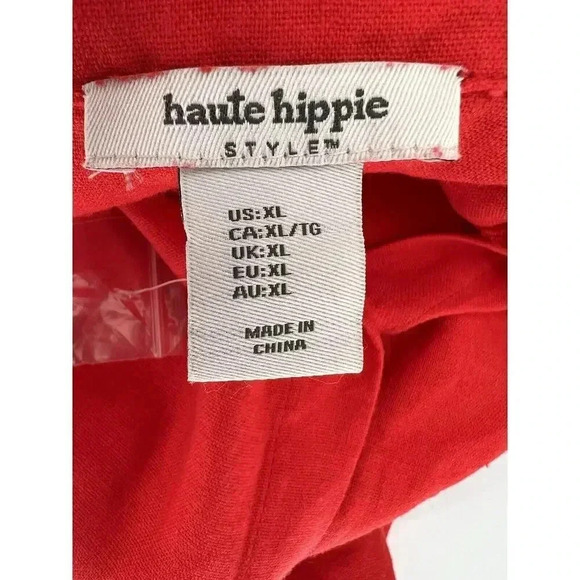 haute hippie
STYLE™
US:XL
CA:XL/TG
UK:XL
EU:XL
AU:XL
MADE IN
CHINA